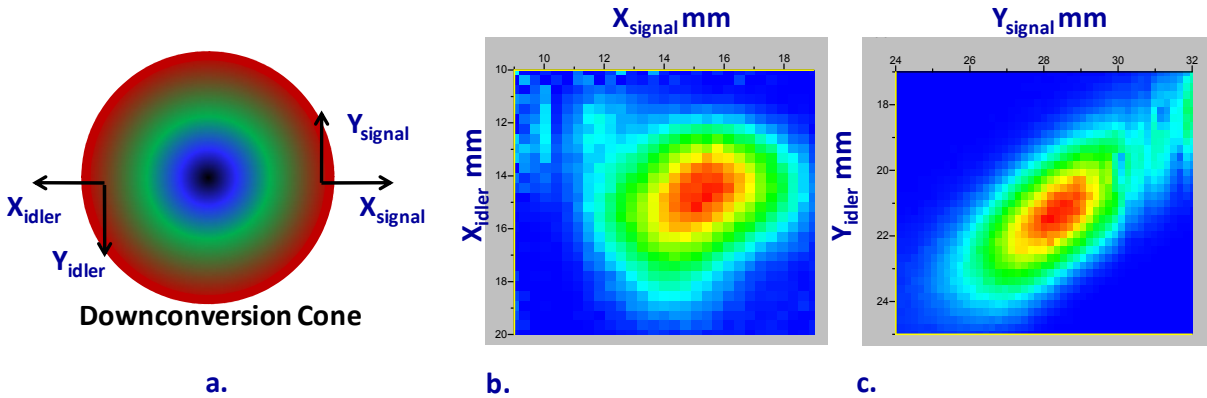 Y_signal
X_idler
X_signal
Y_idler
Downconversion Cone
a.
X_signal mm
10 12 14 16 18
10
12
14
16
18
20
X_idler mm
b.
Y_signal mm
24 26 28 30 32
18
20
22
24
Y_idler mm
c.